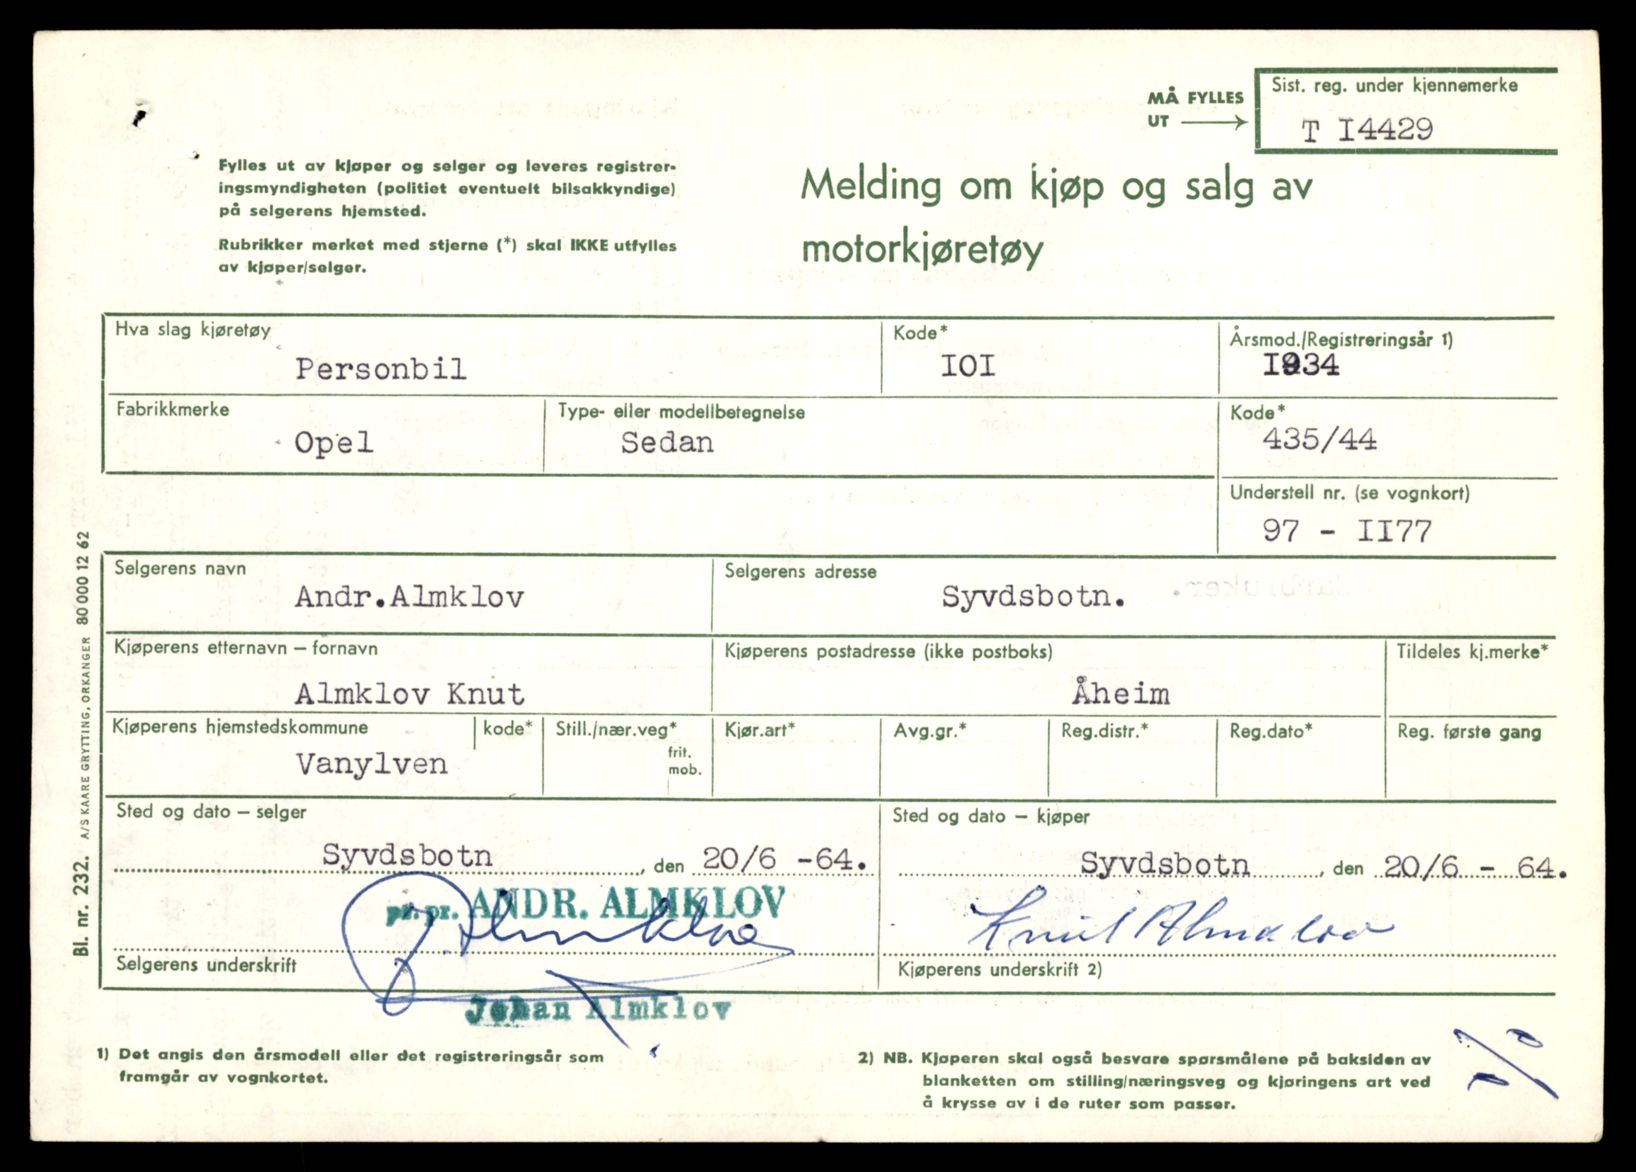 MÅ FYLLES
UT
Sist. reg. under kjennemerke
T I4429
Fylles ut av kjøper og selger og leveres registrer-
ingsmyndigheten (politiet eventuelt bilsakkyndige)
på selgerens hjemsted.
Rubrikker merket med stjerne (*) skal IKKE utfylles
av kjøper/selger.
Melding om kjøp og salg av
motorkjøretøy
Hva slag kjøretøy
Personbil
Kode*
IOI
Årsmod./Registreringsår 1)
I934
Fabrikkmerke
Opel
Type- eller modellbetegnelse
Sedan
Kode*
435/44
Understell nr. (se vognkort)
97 - II77
Selgerens navn
Andr.Almklov
Selgerens adresse
Syvdsbotn.
Kjøperens etternavn – fornavn
Almklov Knut
Kjøperens postadresse (ikke postboks)
Åheim
Tildeles kj.merke*
Kjøperens hjemstedskommune
Vanylven
kode*
Still./nær.veg*
frit.
mob.
Kjør.art*
Avg.gr.*
Reg.distr.*
Reg.dato*
Reg. første gang
Sted og dato – selger
Syvdsbotn, den 20/6 -64.
Sted og dato – kjøper
Syvdsbotn, den 20/6 - 64.
pr. pr. ANDR. ALMKLOV
J Almklov
Selgerens underskrift
Johan Almklov
Knut Almklov
Kjøperens underskrift 2)
1) Det angis den årsmodell eller det registreringsår som
framgår av vognkortet.
2) NB. Kjøperen skal også besvare spørsmålene på baksiden av
blanketten om stilling/næringsveg og kjøringens art ved
å krysse av i de ruter som passer.
Bl. nr. 232. A/S KAARE GRYTTING, ORKANGER 80 000 12 62